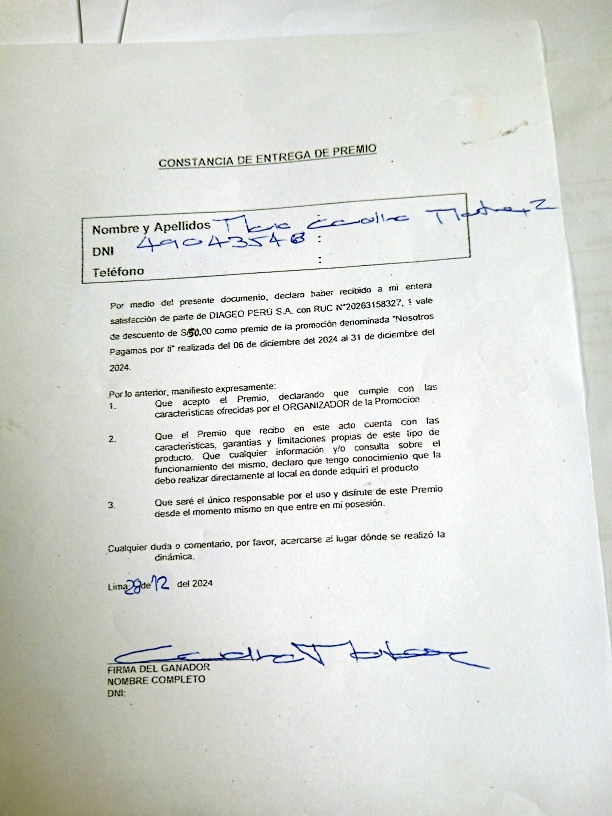 CONSTANCIA DE ENTREGA DE PREMIO
Nombre y Apellidos Maria Carolina Martinez
DNI 49043548 :
Teléfono :
Por medio del presente documento, declaro haber recibido a mi entera
satisfacción de parte de DIAGEO PERÚ S.A. con RUC N°20263158327, 1 vale
de descuento de S/50.00 como premio de la promoción denominada "Nosotros
Pagamos por ti" realizada del 06 de diciembre del 2024 al 31 de diciembre del
2024.
Por lo anterior, manifiesto expresamente:
1. Que acepto el Premio, declarando que cumple con las
características ofrecidas por el ORGANIZADOR de la Promoción
2. Que el Premio que recibo en este acto cuenta con las
características, garantías y limitaciones propias de este tipo de
producto. Que cualquier información y/o consulta sobre el
funcionamiento del mismo, declaro que tengo conocimiento que la
debo realizar directamente al local en donde adquirí el producto
3. Que seré el único responsable por el uso y disfrute de este Premio
desde el momento mismo en que entre en mi posesión.
Cualquier duda o comentario, por favor, acercarse al lugar dónde se realizó la
dinámica.
Lima 28 de 12 del 2024
FIRMA DEL GANADOR
NOMBRE COMPLETO
DNI: